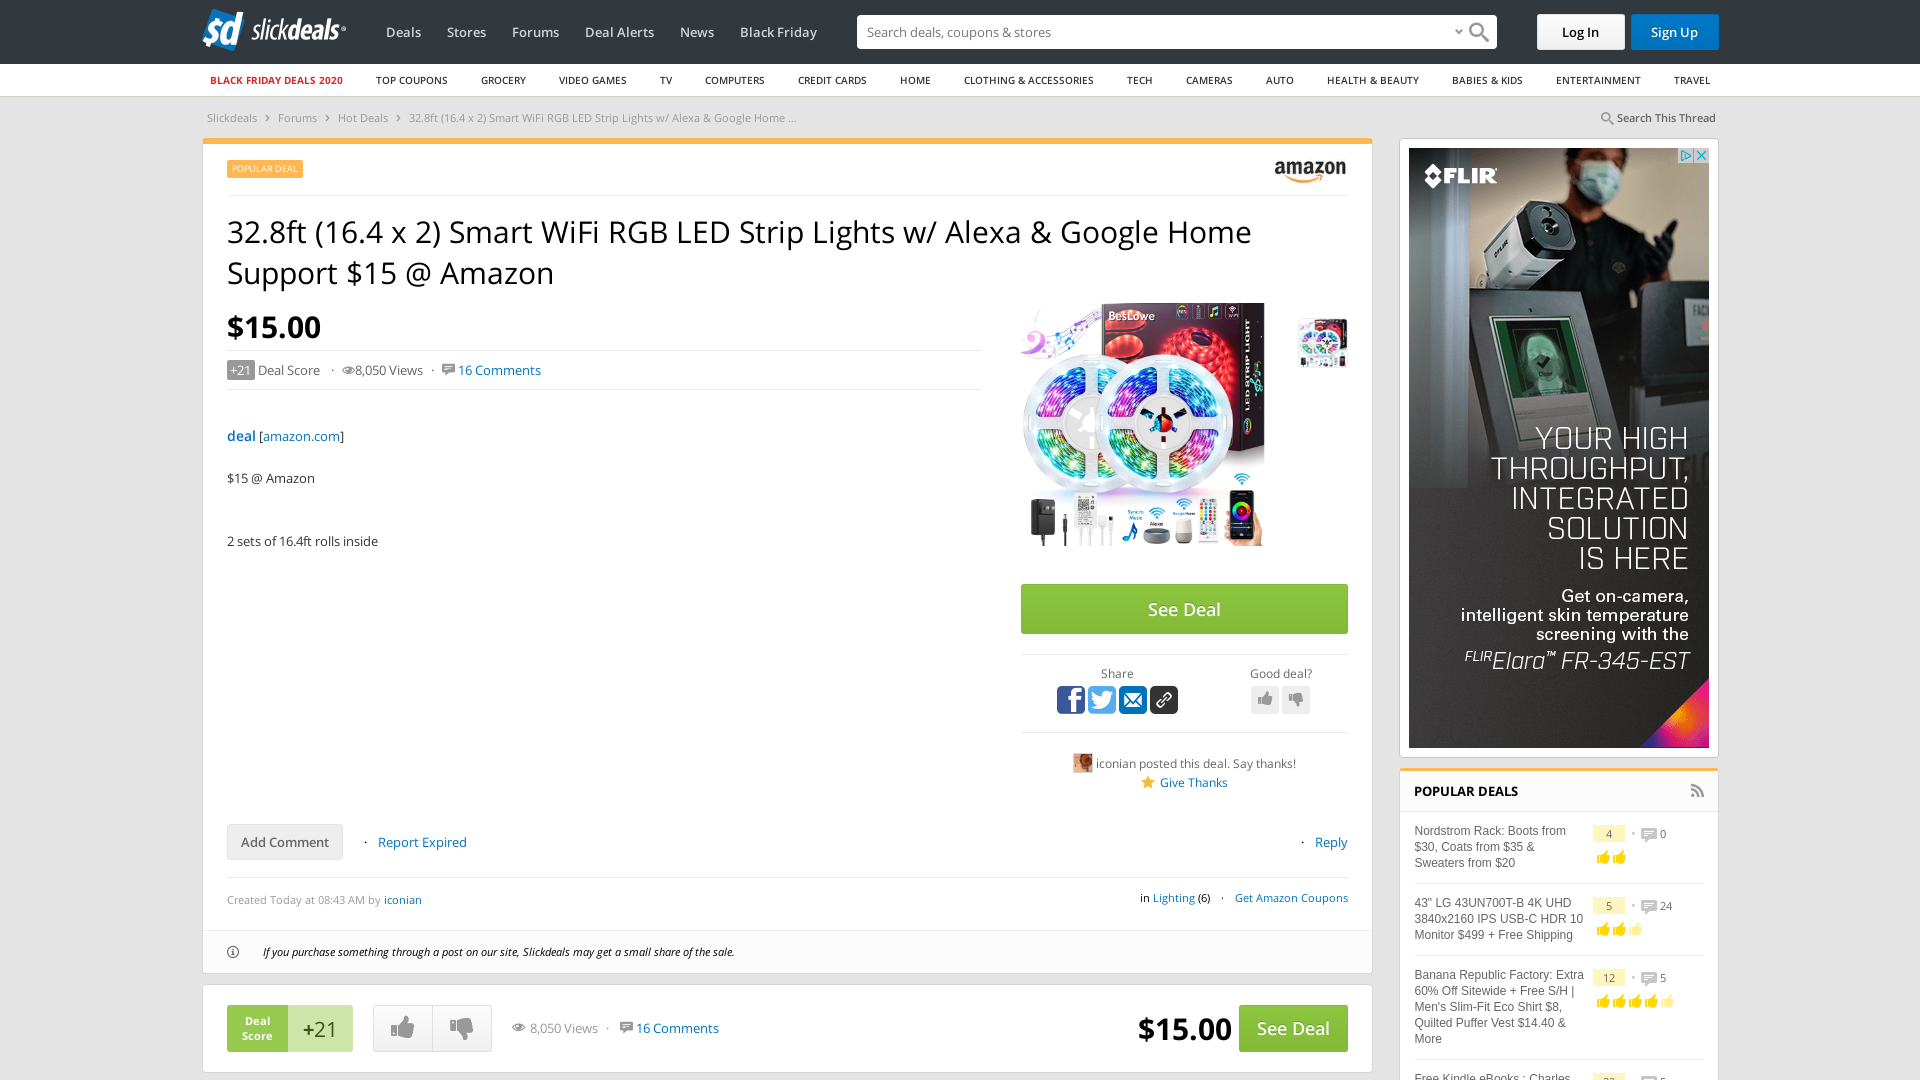 slickdeals
Deals
Stores
Forums
Deal Alerts
News
Black Friday
Search deals, coupons & stores
Log In
Sign Up
BLACK FRIDAY DEALS 2020
TOP COUPONS
GROCERY
VIDEO GAMES
TV
COMPUTERS
CREDIT CARDS
HOME
CLOTHING & ACCESSORIES
TECH
CAMERAS
AUTO
HEALTH & BEAUTY
BABIES & KIDS
ENTERTAINMENT
TRAVEL
Slickdeals > Forums > Hot Deals > 32.8ft (16.4 x 2) Smart WiFi RGB LED Strip Lights w/ Alexa & Google Home ...
Search This Thread
POPULAR DEAL
amazon
32.8ft (16.4 x 2) Smart WiFi RGB LED Strip Lights w/ Alexa & Google Home
Support $15 @ Amazon
$15.00
+21 Deal Score · 8,050 Views · 16 Comments
deal [amazon.com]
$15 @ Amazon
2 sets of 16.4ft rolls inside
BesLowe
LED STRIP LIGHT
Sync to
Music
Alexa
Google Home
See Deal
Share
Good deal?
iconian posted this deal. Say thanks!
Give Thanks
Add Comment
· Report Expired
· Reply
Created Today at 08:43 AM by iconian
in Lighting (6) · Get Amazon Coupons
If you purchase something through a post on our site, Slickdeals may get a small share of the sale.
Deal
Score
+21
8,050 Views · 16 Comments
$15.00
See Deal
FLIR
YOUR HIGH
THROUGHPUT,
INTEGRATED
SOLUTION
IS HERE
Get on-camera,
intelligent skin temperature
screening with the
FLIR Elara™ FR-345-EST
POPULAR DEALS
Nordstrom Rack: Boots from
$30, Coats from $35 &
Sweaters from $20
4 • 0
43" LG 43UN700T-B 4K UHD
3840x2160 IPS USB-C HDR 10
Monitor $499 + Free Shipping
5 • 24
Banana Republic Factory: Extra
60% Off Sitewide + Free S/H |
Men's Slim-Fit Eco Shirt $8,
Quilted Puffer Vest $14.40 &
More
12 • 5
Free Kindle eBooks : Charles